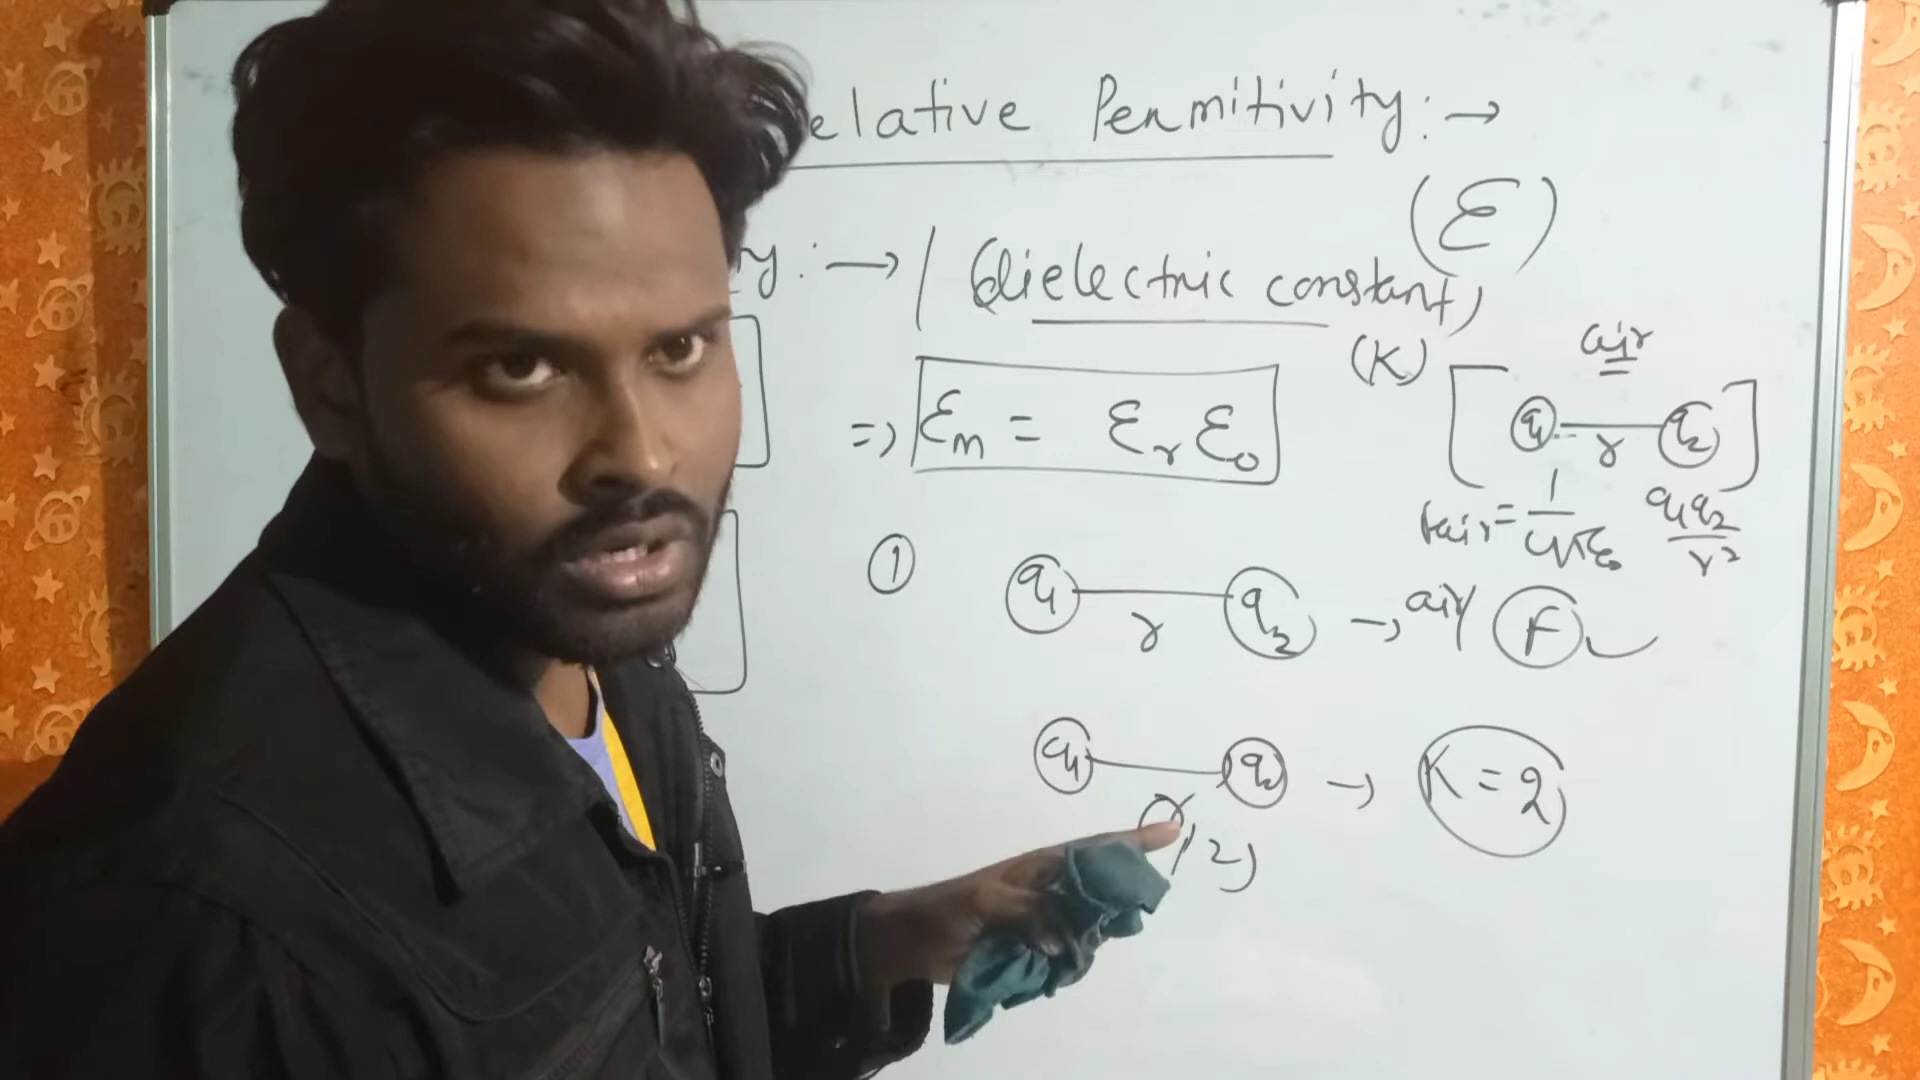 elative Permitivity :→
(ε)
y : → / (dielectric constant)
(K)
air
q1 r q2
=> εm = εr ε0
Fair = 1/4πε0 q1q2/r²
① q1 r q2 → air/ F
q1 r/2) q2 → K = 2